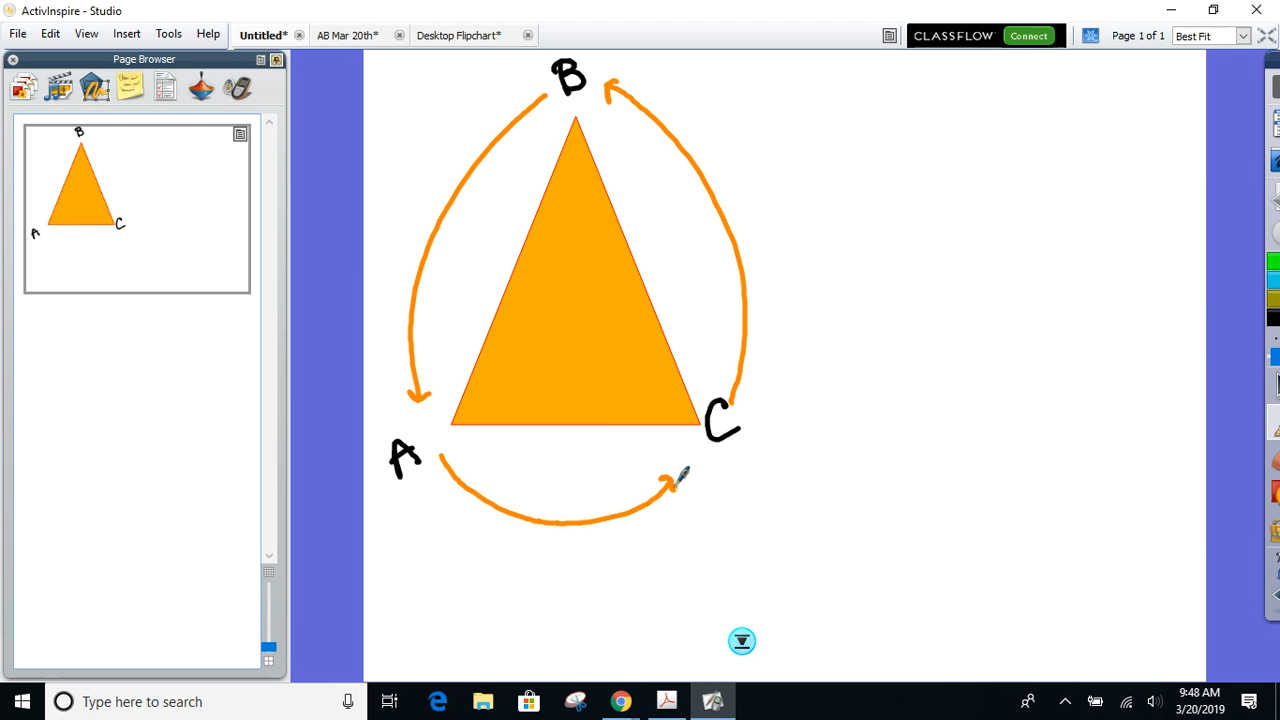 ActivInspire - Studio
File Edit View Insert Tools Help Untitled* AB Mar 20th* Desktop Flipchart* CLASSFLOW Connect Page 1 of 1 Best Fit
Page Browser
B
A
C
B
A
C
Type here to search
9:48 AM
3/20/2019